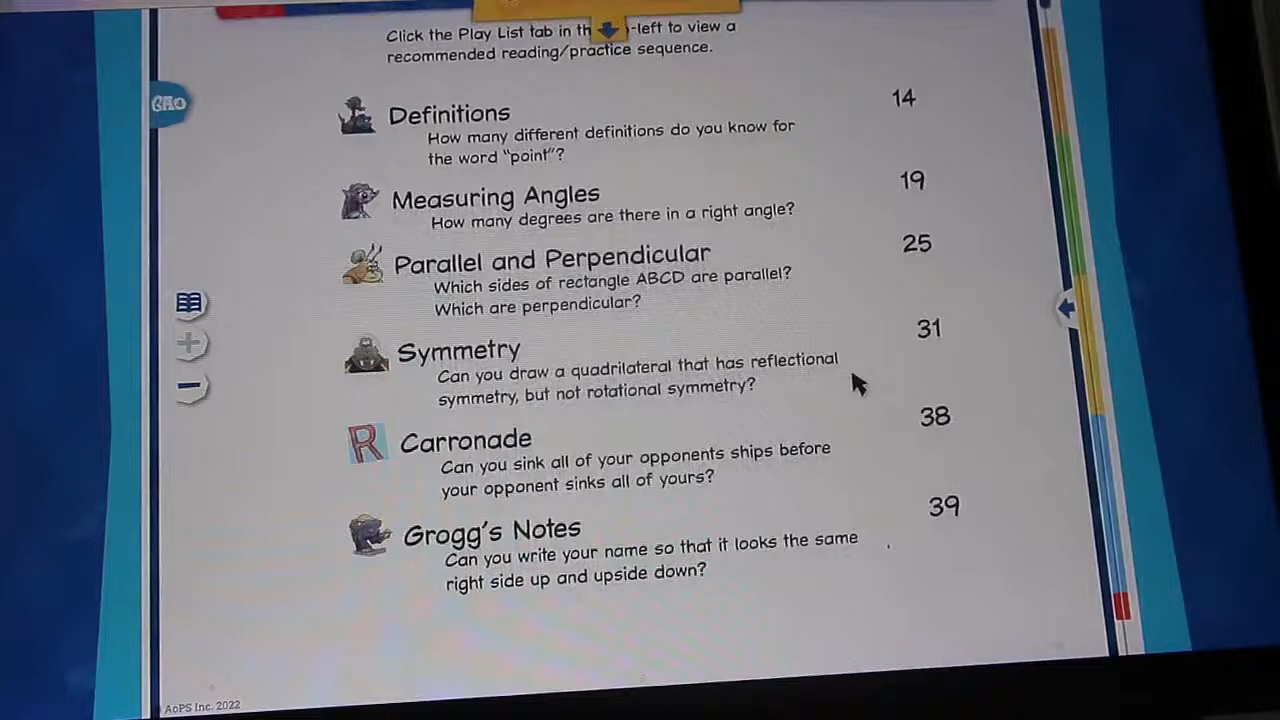 Click the Play List tab in th -left to view a
recommended reading/practice sequence.
Definitions 14
How many different definitions do you know for
the word "point"?
Measuring Angles 19
How many degrees are there in a right angle?
Parallel and Perpendicular 25
Which sides of rectangle ABCD are parallel?
Which are perpendicular?
Symmetry 31
Can you draw a quadrilateral that has reflectional
symmetry, but not rotational symmetry?
R Carronade 38
Can you sink all of your opponents ships before
your opponent sinks all of yours?
Grogg's Notes 39
Can you write your name so that it looks the same
right side up and upside down?
AoPS Inc. 2022